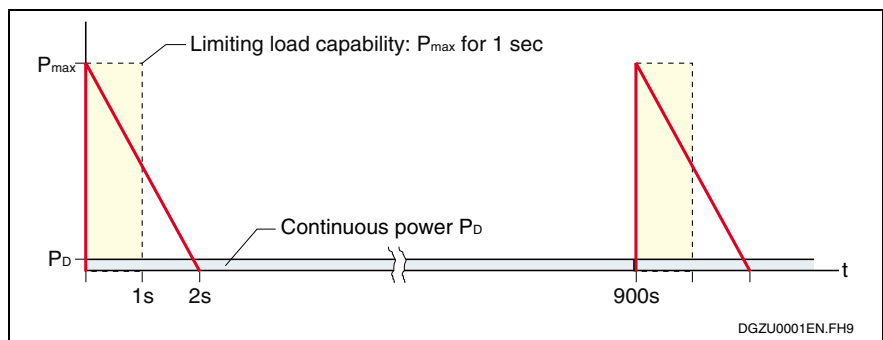 Limiting load capability: Pmax for 1 sec
Pmax
Continuous power PD
PD
t
1s 2s 900s
DGZU0001EN.FH9